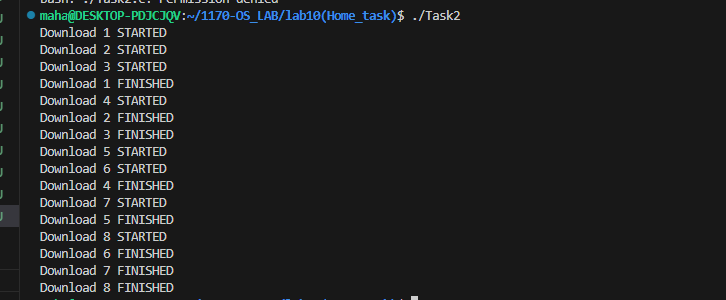 bash: ./Task2.c: Permission denied
maha@DESKTOP-PDJCJQV:~/1170-OS_LAB/lab10(Home_task)$ ./Task2
Download 1 STARTED
Download 2 STARTED
Download 3 STARTED
Download 1 FINISHED
Download 4 STARTED
Download 2 FINISHED
Download 3 FINISHED
Download 5 STARTED
Download 6 STARTED
Download 4 FINISHED
Download 7 STARTED
Download 5 FINISHED
Download 8 STARTED
Download 6 FINISHED
Download 7 FINISHED
Download 8 FINISHED